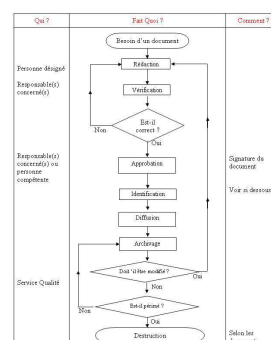 Qui ?
Fait Quoi ?
Comment ?
Besoin d'un document
Personne désigné
Rédaction
Responsable(s)
concerné(s)
Vérification
Est-il
correct ?
Non
Oui
Responsable(s)
concerné(s) ou
personne
compétente
Approbation
Signature du
document
Identification
Voir si dessous
Diffusion
Archivage
Doit 'il être modifié ?
Oui
Non
Service Qualité
Est-il périmé ?
Non
Oui
Destruction
Selon les